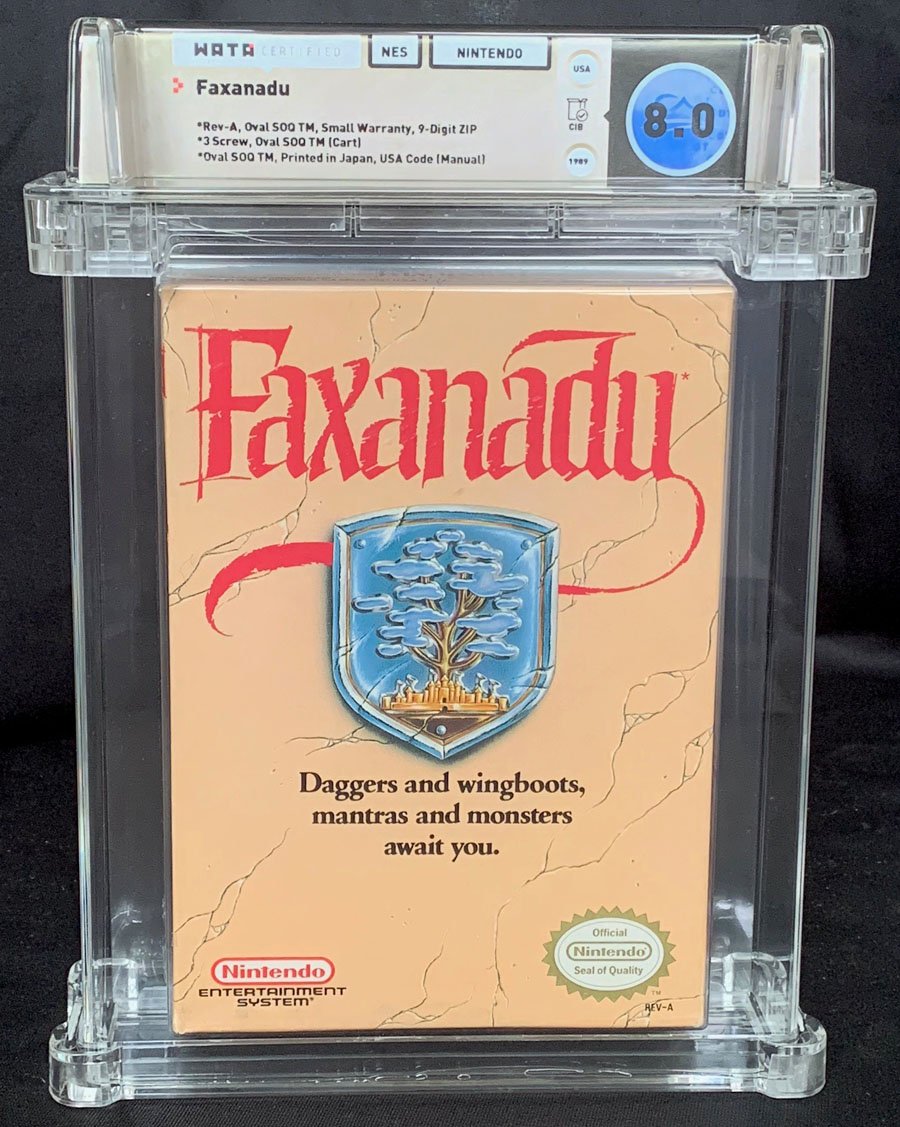 WATA CERTIFIED NES NINTENDO USA
Faxanadu
*Rev-A, Oval SOQ TM, Small Warranty, 9-Digit ZIP
*3 Screw, Oval SOQ TM (Cart)
*Oval SOQ TM, Printed in Japan, USA Code (Manual)
CIB
1989
8.0
Faxanadu*
Daggers and wingboots,
mantras and monsters
await you.
Nintendo
ENTERTAINMENT
SYSTEM®
Official
Nintendo®
Seal of Quality
TM
REV-A